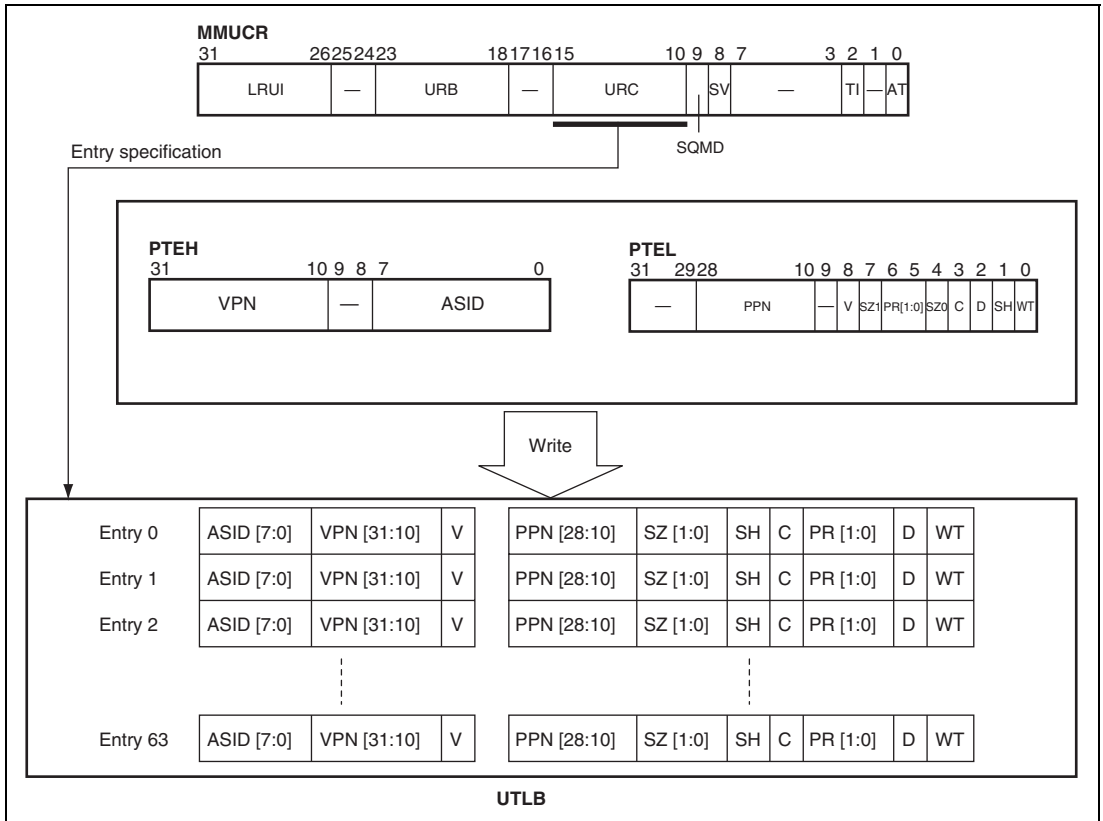 MMUCR
31 26 25 24 23 18 17 16 15 10 9 8 7 3 2 1 0
LRUI — URB — URC SV — TI — AT
SQMD
Entry specification
PTEH
31 10 9 8 7 0
VPN — ASID
PTEL
31 29 28 10 9 8 7 6 5 4 3 2 1 0
— PPN — V SZ1 PR[1:0] SZ0 C D SH WT
Write
Entry 0 ASID [7:0] VPN [31:10] V PPN [28:10] SZ [1:0] SH C PR [1:0] D WT
Entry 1 ASID [7:0] VPN [31:10] V PPN [28:10] SZ [1:0] SH C PR [1:0] D WT
Entry 2 ASID [7:0] VPN [31:10] V PPN [28:10] SZ [1:0] SH C PR [1:0] D WT
Entry 63 ASID [7:0] VPN [31:10] V PPN [28:10] SZ [1:0] SH C PR [1:0] D WT
UTLB